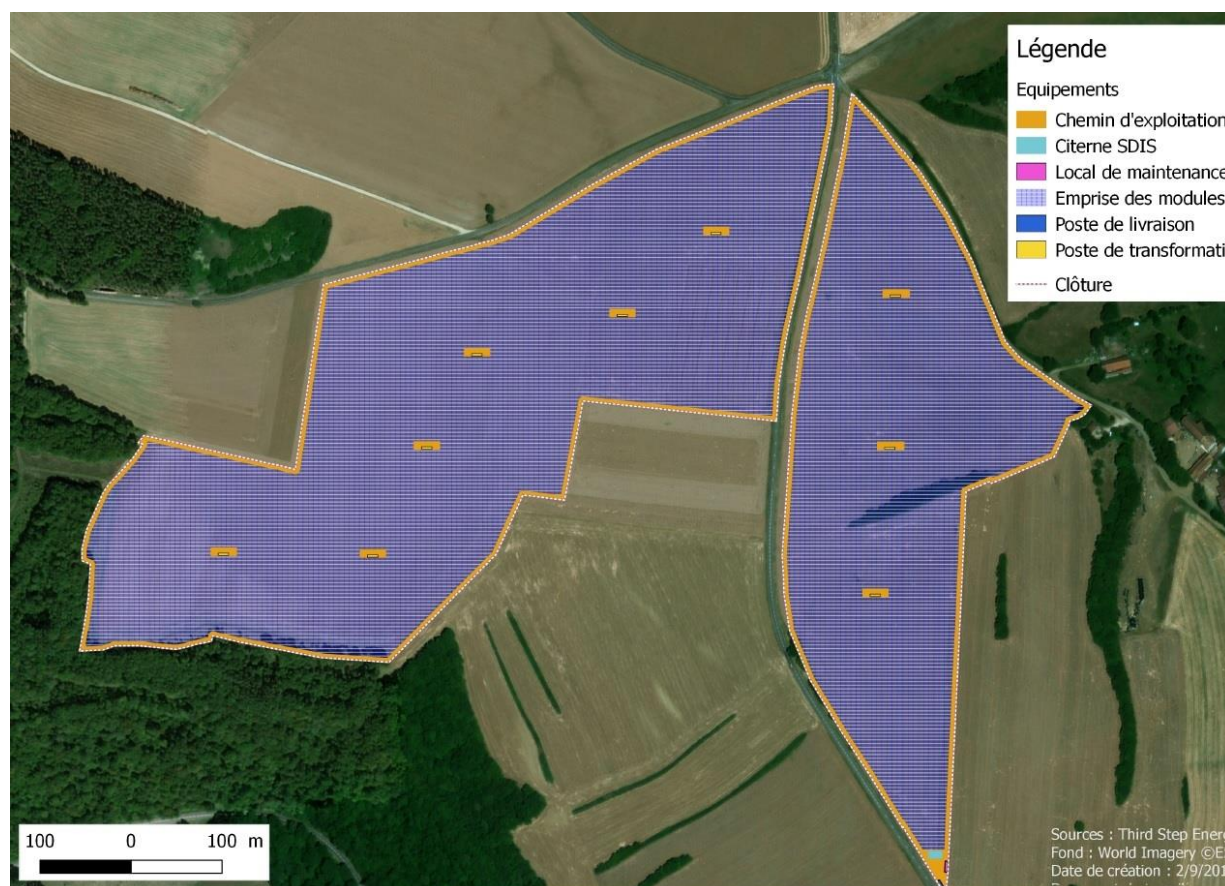 Légende
Equipements
Chemin d'exploitation
Citerne SDIS
Local de maintenance
Emprise des modules
Poste de livraison
Poste de transformati
Clôture
100 0 100 m
Sources : Third Step Ener
Fond : World Imagery ©E
Date de création : 2/9/201